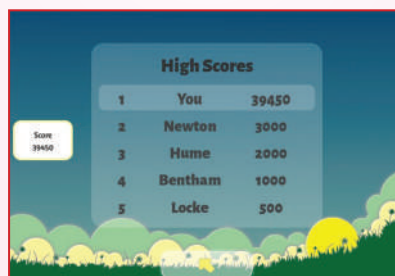 High Scores
1 You 39450
2 Newton 3000
3 Hume 2000
4 Bentham 1000
5 Locke 500
Score
39450